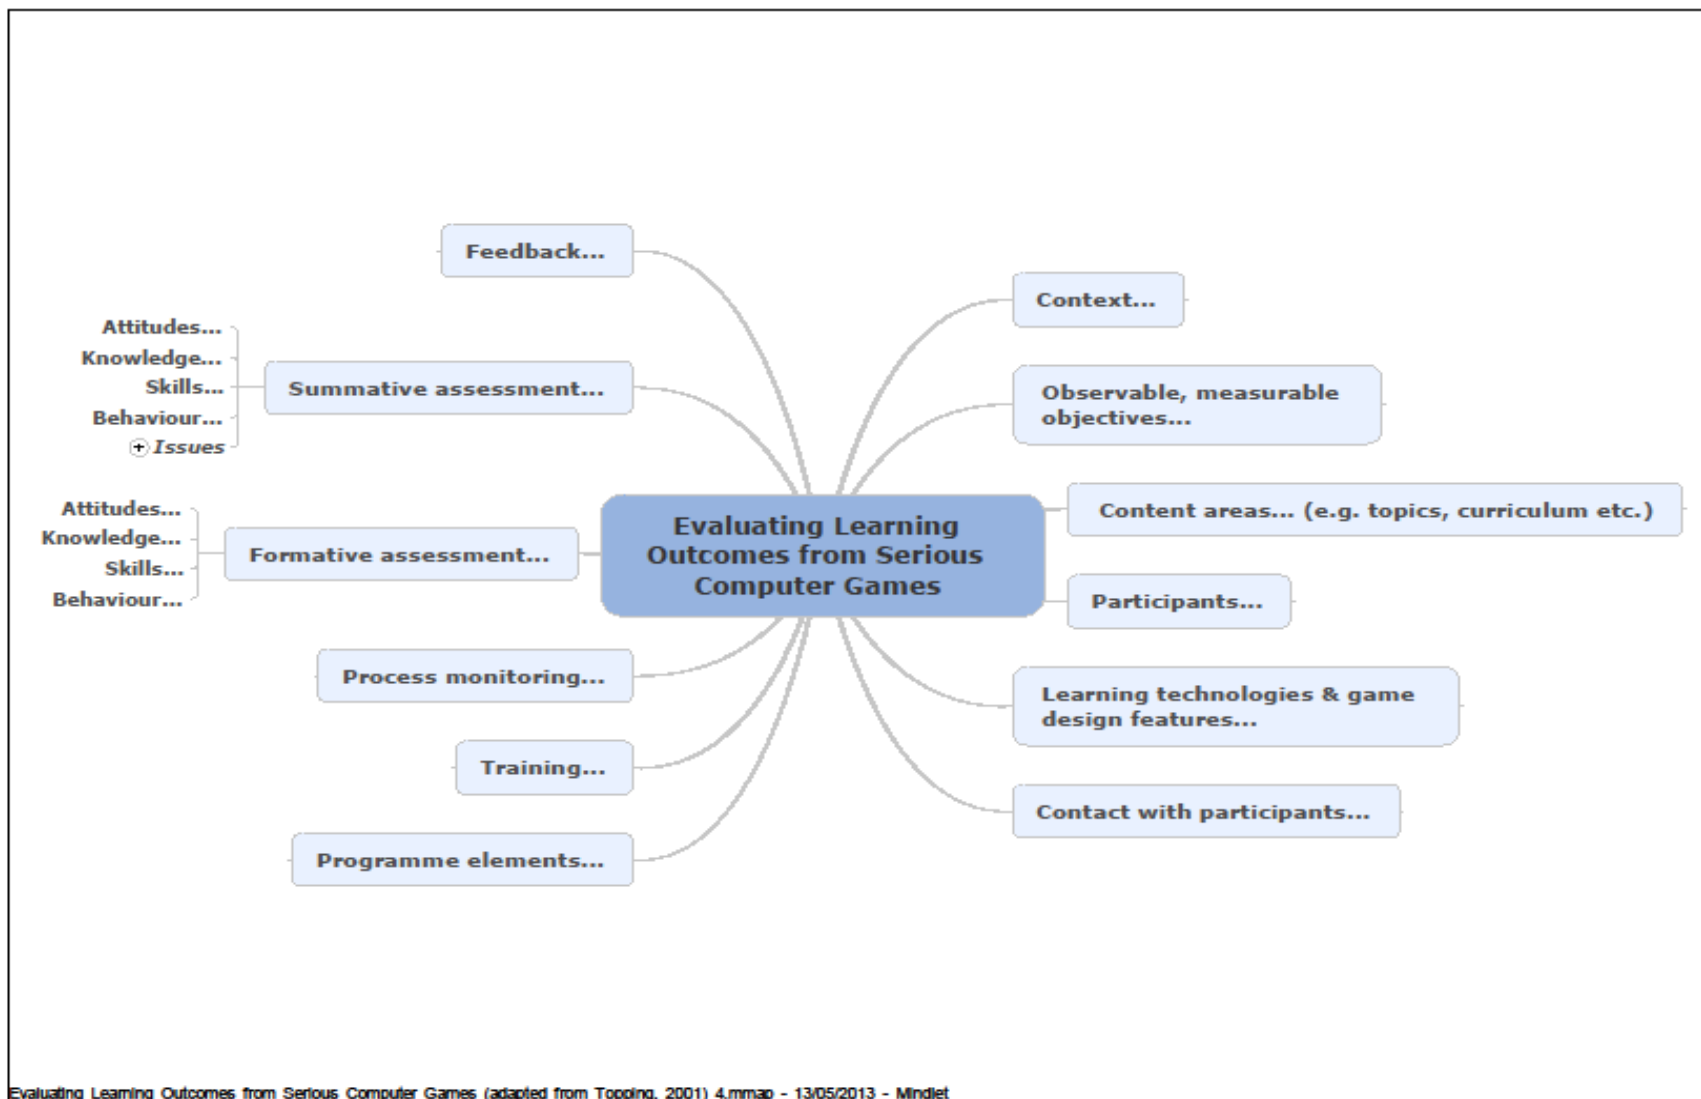 Feedback...
Attitudes...
Knowledge...
Skills...
Behaviour...
Issues
Summative assessment...
Attitudes...
Knowledge...
Skills...
Behaviour...
Formative assessment...
Process monitoring...
Training...
Programme elements...
Evaluating Learning
Outcomes from Serious
Computer Games
Context...
Observable, measurable
objectives...
Content areas... (e.g. topics, curriculum etc.)
Participants...
Learning technologies & game
design features...
Contact with participants...
Evaluating Learning Outcomes from Serious Computer Games (adapted from Topping, 2001) 4.mmap - 13/05/2013 - Mindjet